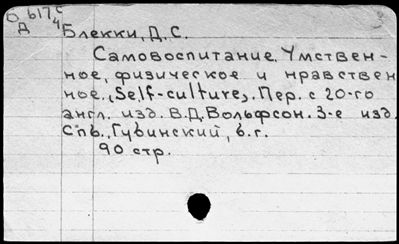 О 617с
Д 4
Блекки, Д.С.
Самовоспитание. Умствен-
ное, физическое и нравствен
ное. (Self-culture). Пер. с 20-го
англ. изд. В.Д. Вольфсон. 3-е изд.
Спб., Губинский, в.г.
90 стр.